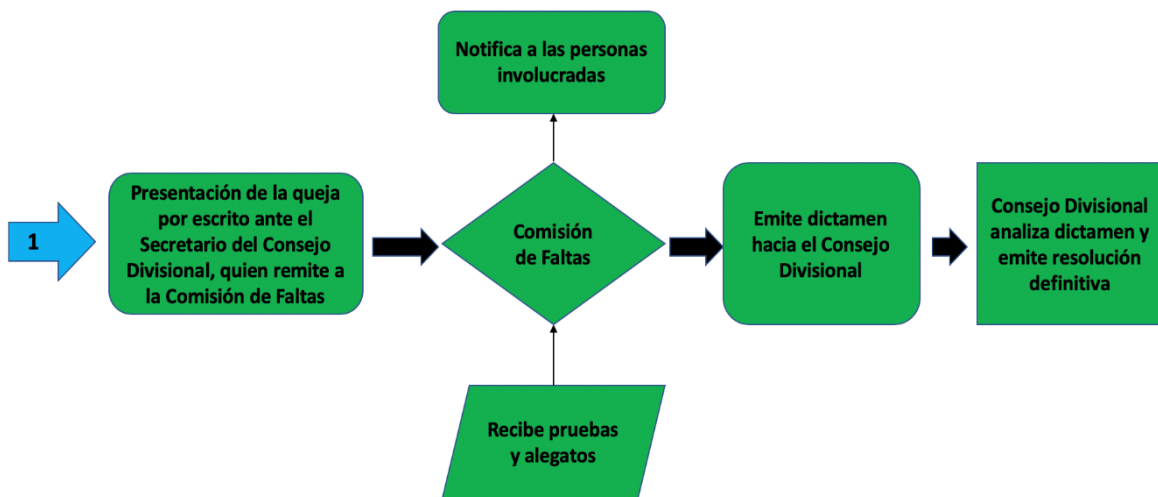 Notifica a las personas
involucradas
1
Presentación de la queja
por escrito ante el
Secretario del Consejo
Divisional, quien remite a
la Comisión de Faltas
Comisión
de Faltas
Emite dictamen
hacia el Consejo
Divisional
Consejo Divisional
analiza dictamen y
emite resolución
definitiva
Recibe pruebas
y alegatos